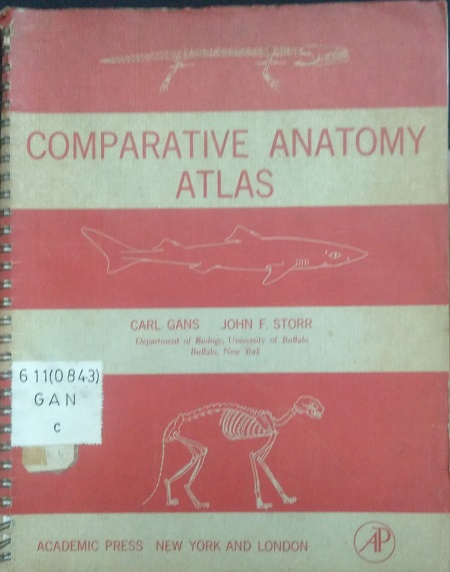 COMPARATIVE ANATOMY
ATLAS
CARL GANS JOHN F. STORR
Department of Biology, University of Buffalo
Buffalo, New York
611(0843)
GAN
c
ACADEMIC PRESS NEW YORK AND LONDON
AP